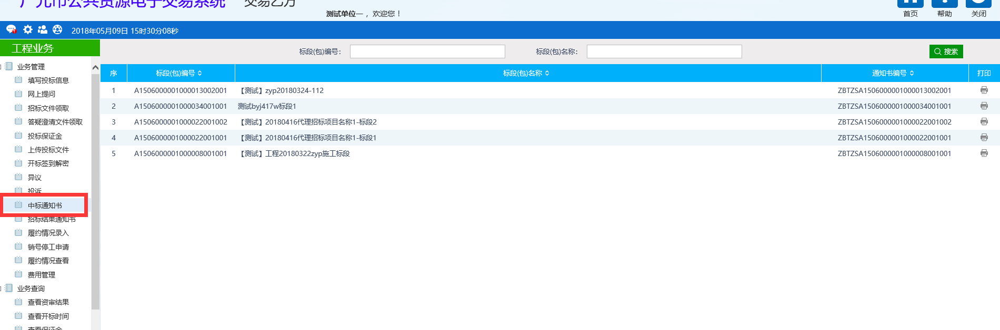 广元市公共资源电子交易系统 交易乙方
测试单位一，欢迎您！
首页 帮助 关闭
2018年05月09日 15时30分08秒
工程业务
标段(包)编号： 标段(包)名称： 搜索
业务管理
填写投标信息
网上提问
招标文件领取
答疑澄清文件领取
投标保证金
上传投标文件
开标签到解密
异议
投诉
中标通知书
招标结果通知书
履约情况录入
销号停工申请
履约情况查看
费用管理
业务查询
查看资审结果
查看开标时间
查看保证金
序 标段(包)编号 标段(包)名称 通知书编号 打印
1 A1506000001000013002001 【测试】zyp20180324-112 ZBTZSA1506000001000013002001
2 A1506000001000034001001 测试byj417w标段1 ZBTZSA1506000001000034001001
3 A1506000001000022001002 【测试】20180416代理招标项目名称1-标段2 ZBTZSA1506000001000022001002
4 A1506000001000022001001 【测试】20180416代理招标项目名称1-标段1 ZBTZSA1506000001000022001001
5 A1506000001000008001001 【测试】工程20180322zyp施工标段 ZBTZSA1506000001000008001001